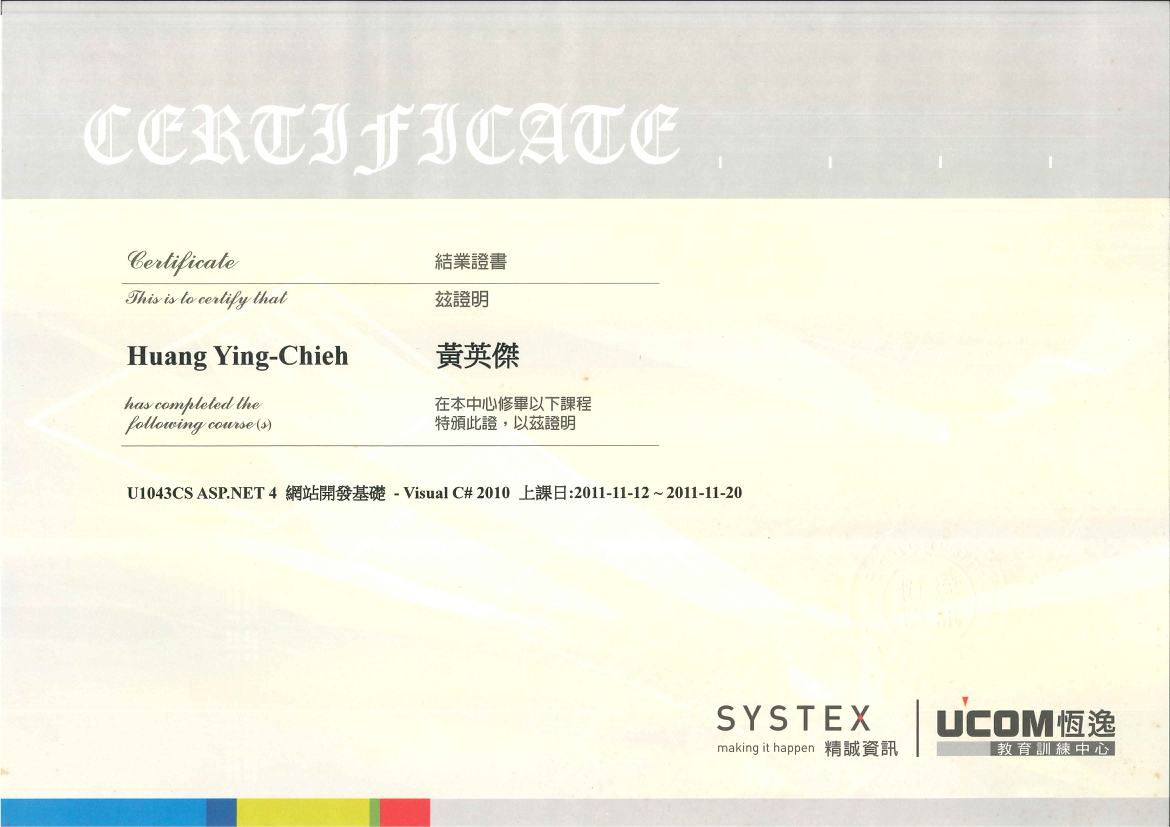 CERTIFICATE
Certificate 結業證書
This is to certify that 茲證明
Huang Ying-Chieh 黃英傑
has completed the 在本中心修畢以下課程
following course(s) 特頒此證，以茲證明
U1043CS ASP.NET 4 網站開發基礎 - Visual C# 2010 上課日:2011-11-12 ~ 2011-11-20
SYSTEX UCOM恆逸
making it happen 精誠資訊 教育訓練中心